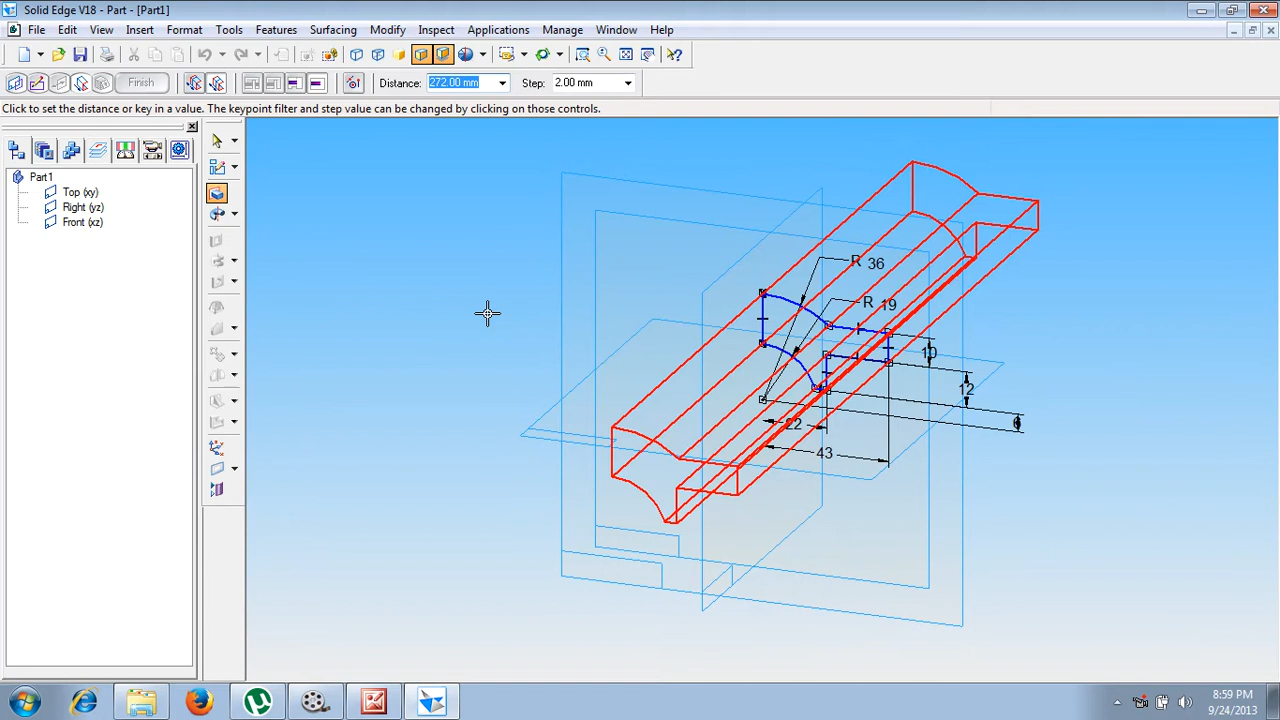 Solid Edge V18 - Part - [Part1]
File Edit View Insert Format Tools Features Surfacing Modify Inspect Applications Manage Window Help
Finish Distance: 272.00 mm Step: 2.00 mm
Click to set the distance or key in a value. The keypoint filter and step value can be changed by clicking on those controls.
Part1
Top (xy)
Right (yz)
Front (xz)
R 36
R 19
10
12
6
22
43
8:59 PM
9/24/2013